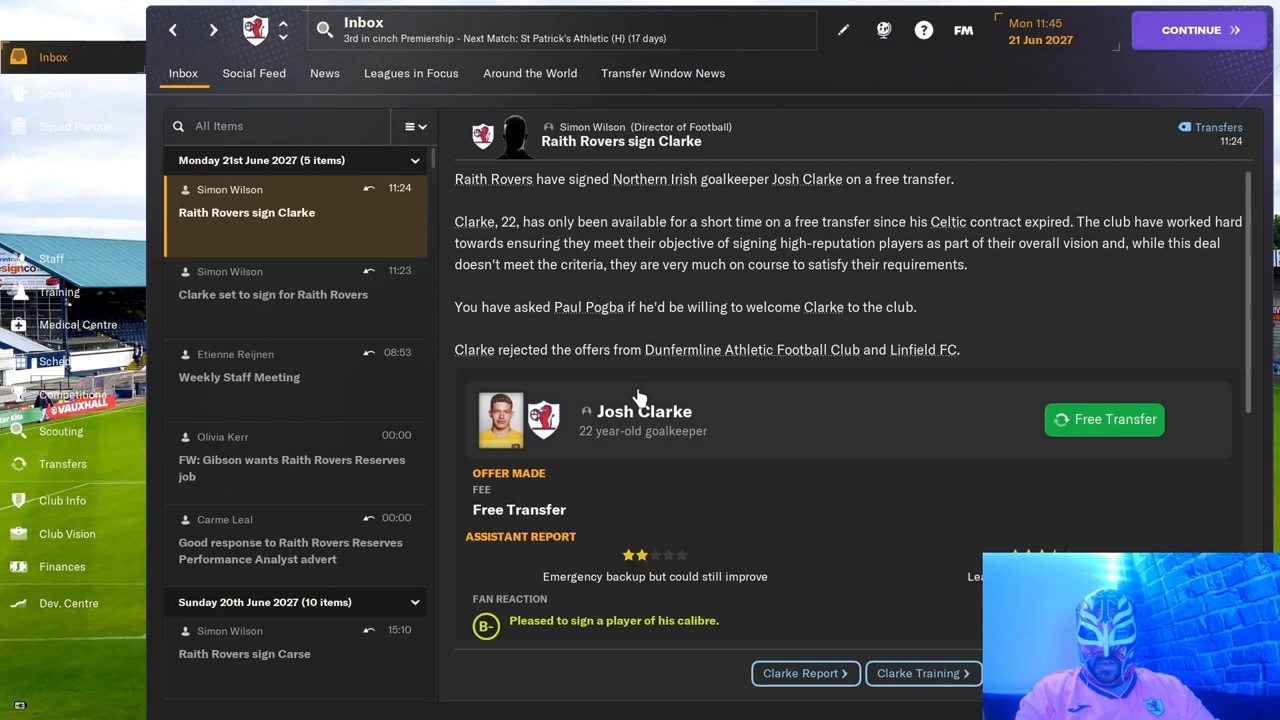 Inbox
3rd in cinch Premiership - Next Match: St Patrick's Athletic (H) (17 days)
FM
Mon 11:45
21 Jun 2027
CONTINUE
Inbox
Social Feed
News
Leagues in Focus
Around the World
Transfer Window News
Inbox
Squad
Squad Planner
Staff
Training
Medical Centre
Sched
Competitions
Scouting
Transfers
Club Info
Club Vision
Finances
Dev. Centre
VAUXHALL
All Items
Monday 21st June 2027 (5 items)
Simon Wilson
11:24
Raith Rovers sign Clarke
Simon Wilson
11:23
Clarke set to sign for Raith Rovers
Etienne Reijnen
08:53
Weekly Staff Meeting
Olivia Kerr
00:00
FW: Gibson wants Raith Rovers Reserves
job
Carme Leal
00:00
Good response to Raith Rovers Reserves
Performance Analyst advert
Sunday 20th June 2027 (10 items)
Simon Wilson
15:10
Raith Rovers sign Carse
Simon Wilson (Director of Football)
Raith Rovers sign Clarke
Transfers
11:24
Raith Rovers have signed Northern Irish goalkeeper Josh Clarke on a free transfer.
Clarke, 22, has only been available for a short time on a free transfer since his Celtic contract expired. The club have worked hard
towards ensuring they meet their objective of signing high-reputation players as part of their overall vision and, while this deal
doesn't meet the criteria, they are very much on course to satisfy their requirements.
You have asked Paul Pogba if he'd be willing to welcome Clarke to the club.
Clarke rejected the offers from Dunfermline Athletic Football Club and Linfield FC.
Josh Clarke
22 year-old goalkeeper
Free Transfer
OFFER MADE
FEE
Free Transfer
ASSISTANT REPORT
Emergency backup but could still improve
Lea
FAN REACTION
B-
Pleased to sign a player of his calibre.
Clarke Report
Clarke Training